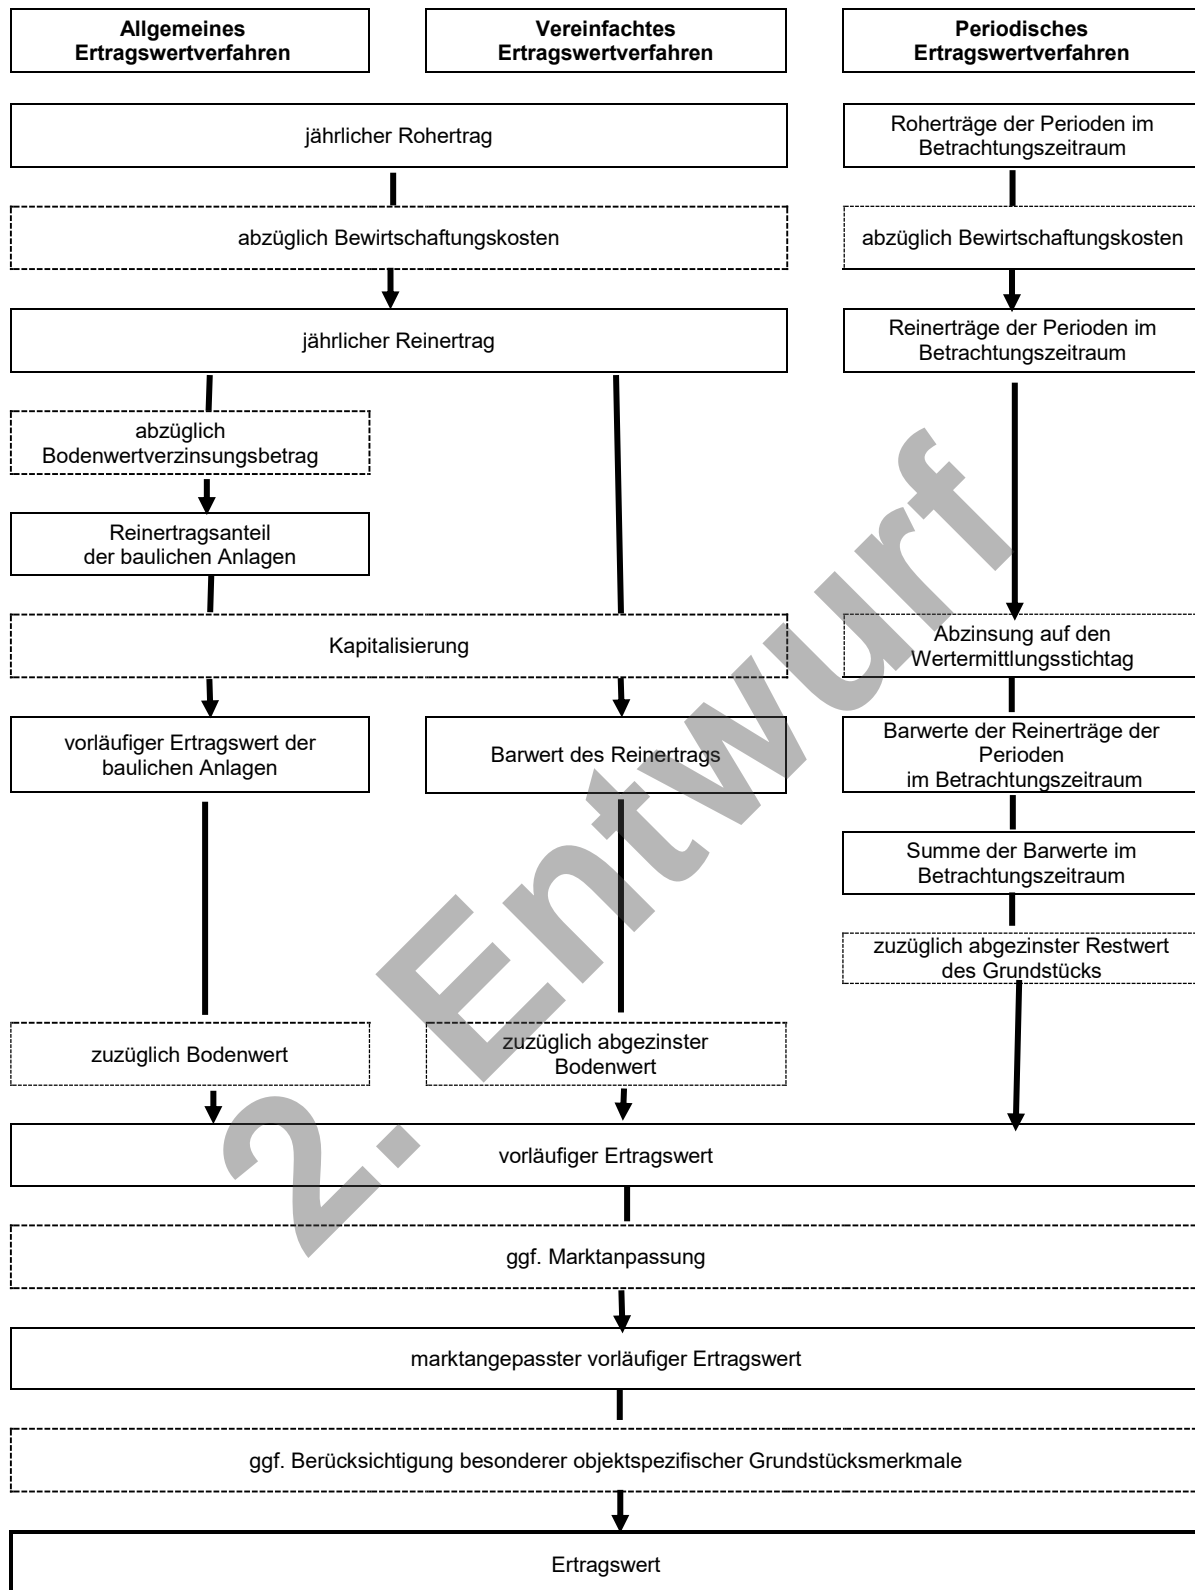 Allgemeines
Ertragswertverfahren
Vereinfachtes
Ertragswertverfahren
Periodisches
Ertragswertverfahren
jährlicher Rohertrag
Roherträge der Perioden im
Betrachtungszeitraum
abzüglich Bewirtschaftungskosten
abzüglich Bewirtschaftungskosten
jährlicher Reinertrag
Reinerträge der Perioden im
Betrachtungszeitraum
abzüglich
Bodenwertverzinsungsbetrag
Reinertragsanteil
der baulichen Anlagen
Kapitalisierung
Abzinsung auf den
Wertermittlungsstichtag
vorläufiger Ertragswert der
baulichen Anlagen
Barwert des Reinertrags
Barwerte der Reinerträge der
Perioden
im Betrachtungszeitraum
Summe der Barwerte im
Betrachtungszeitraum
zuzüglich abgezinster Restwert
des Grundstücks
zuzüglich Bodenwert
zuzüglich abgezinster
Bodenwert
vorläufiger Ertragswert
ggf. Marktanpassung
marktangepasster vorläufiger Ertragswert
ggf. Berücksichtigung besonderer objektspezifischer Grundstücksmerkmale
Ertragswert
2. Entwurf